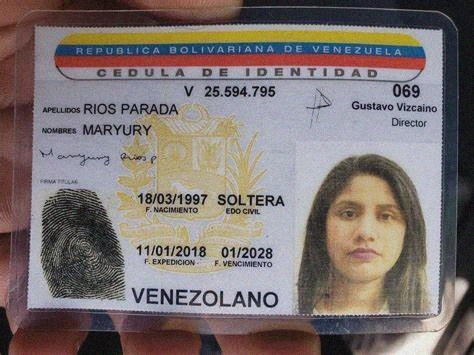 REPUBLICA BOLIVARIANA DE VENEZUELA
CEDULA DE IDENTIDAD
V 25.594.795 069
Gustavo Vizcaino
Director
APELLIDOS RIOS PARADA
NOMBRES MARYURY
Maryury Rios P
FIRMA TITULAR
18/03/1997 SOLTERA
F. NACIMIENTO EDO CIVIL
11/01/2018 01/2028
F. EXPEDICION F. VENCIMIENTO
VENEZOLANO